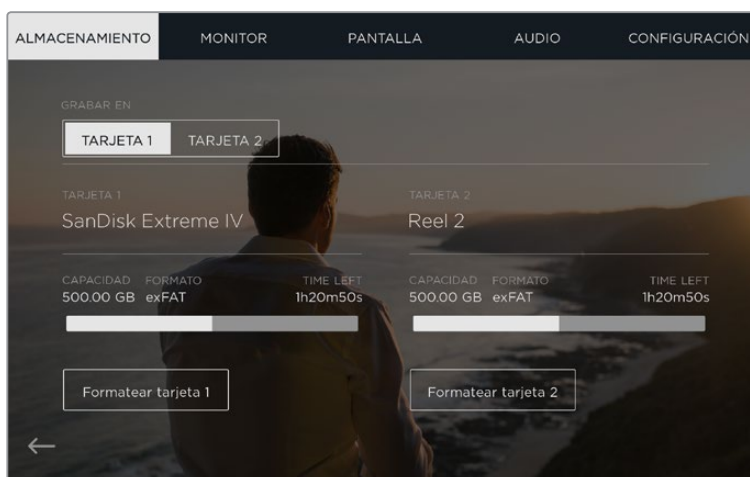 ALMACENAMIENTO MONITOR PANTALLA AUDIO CONFIGURACIÓN
GRABAR EN
TARJETA 1 TARJETA 2
TARJETA 1 TARJETA 2
SanDisk Extreme IV Reel 2
CAPACIDAD FORMATO TIME LEFT CAPACIDAD FORMATO TIME LEFT
500.00 GB exFAT 1h20m50s 500.00 GB exFAT 1h20m50s
Formatear tarjeta 1 Formatear tarjeta 2